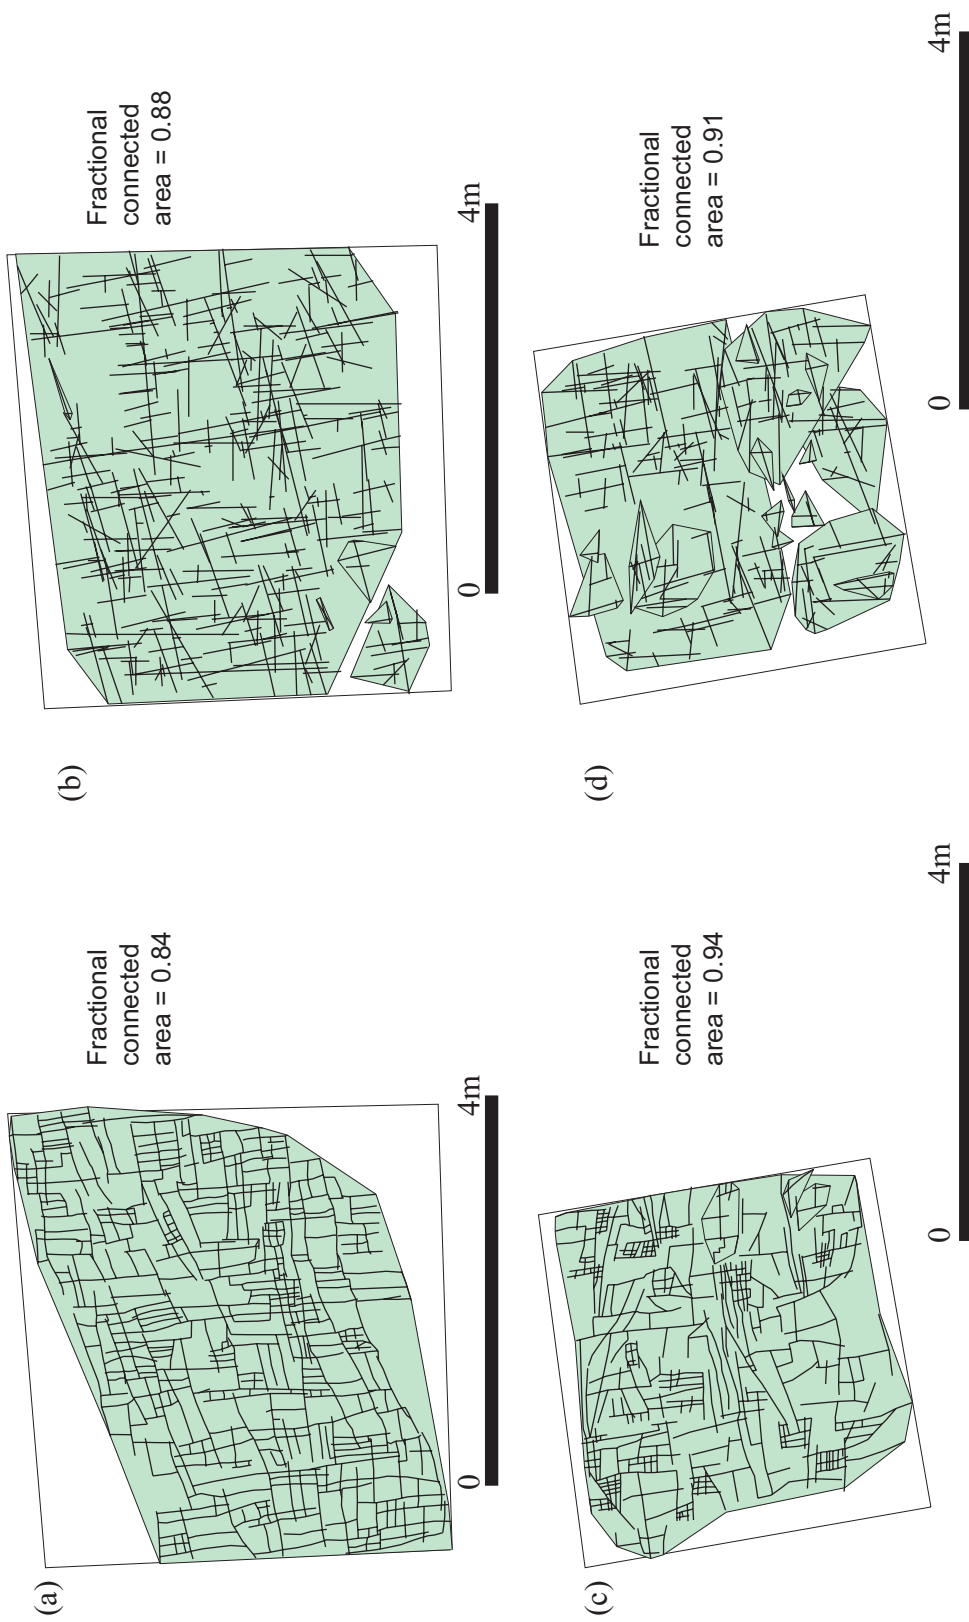 (a)
Fractional
connected
area = 0.84
0
4m
(b)
Fractional
connected
area = 0.88
0
4m
(c)
Fractional
connected
area = 0.94
0
4m
(d)
Fractional
connected
area = 0.91
0
4m